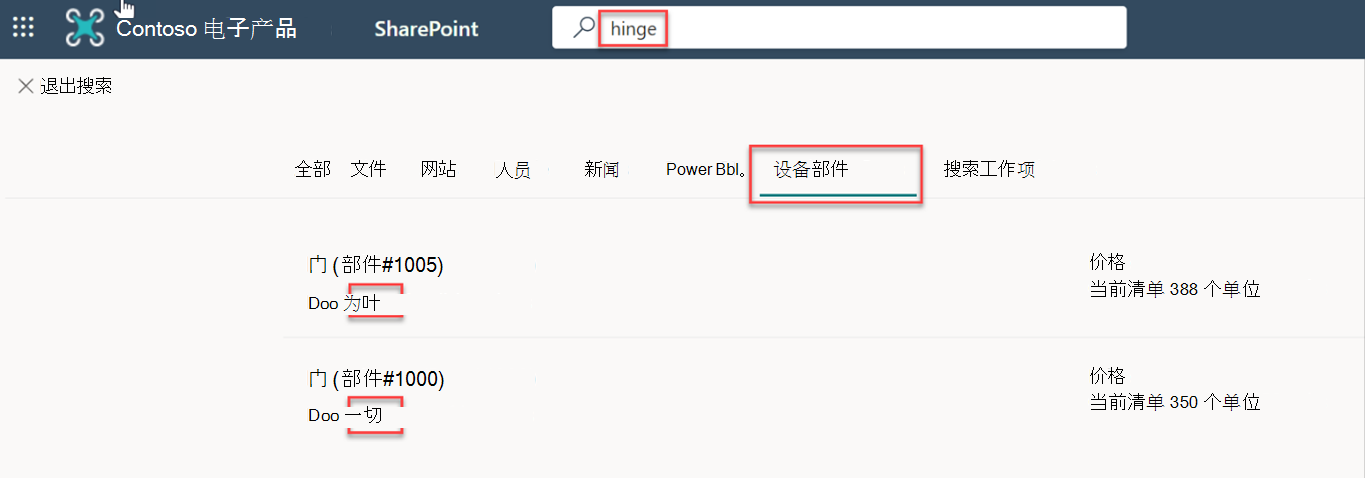 Contoso 电子产品 SharePoint hinge
退出搜索
全部 文件 网站 人员 新闻 Power Bbl。 设备部件 搜索工作项
门 (部件#1005) 价格
Doo 为叶 当前清单 388 个单位
门 (部件#1000) 价格
Doo 一切 当前清单 350 个单位